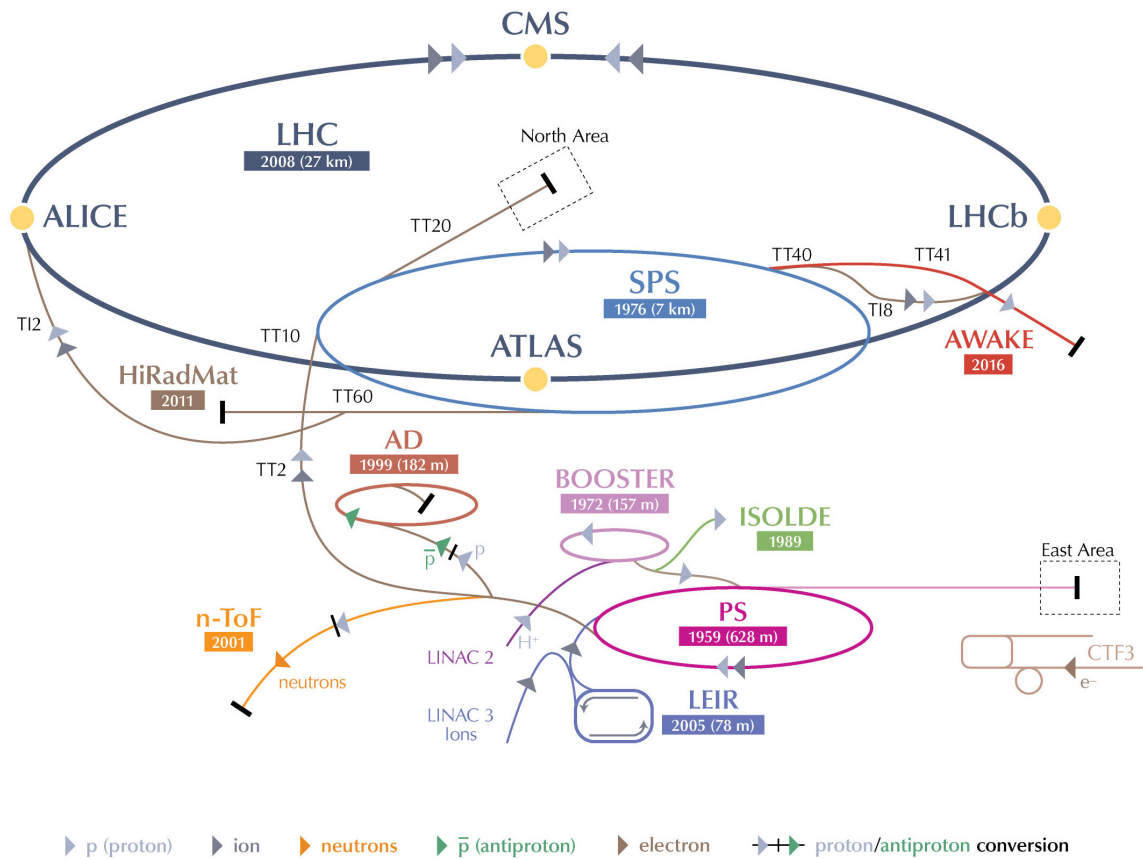 CMS
LHC
2008 (27 km)
North Area
ALICE
TT20
LHCb
TT40
TT41
SPS
1976 (7 km)
TI8
TI2
TT10
ATLAS
AWAKE
2016
HiRadMat
2011
TT60
AD
1999 (182 m)
TT2
BOOSTER
1972 (157 m)
ISOLDE
1989
p̅
p
East Area
n-ToF
2001
PS
1959 (628 m)
H⁺
LINAC 2
neutrons
CTF3
e⁻
LINAC 3
Ions
LEIR
2005 (78 m)
p (proton)
ion
neutrons
p̅ (antiproton)
electron
proton/antiproton conversion